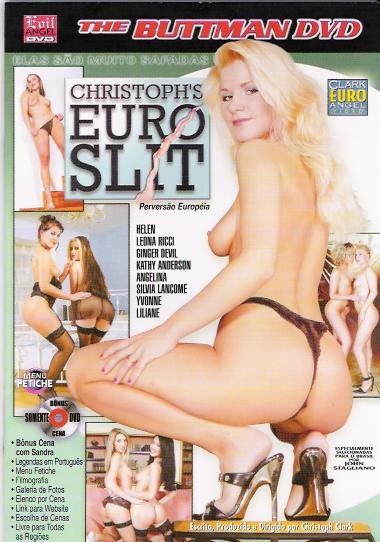 Evil
ANGEL
DVD
THE BUTTMAN DVD
ELAS SÃO MUITO SAFADAS
CHRISTOPH'S
EURO
SLIT
Perversão Européia
CLARK
EURO
ANGEL
VIDEO
HELEN
LEONA RICCI
GINGER DEVIL
KATHY ANDERSON
ANGELINA
SILVIA LANCOME
YVONNE
LILIANE
MENU
FETICHE
BÔNUS
SOMENTE DVD
CENA
• Bônus Cena
com Sandra
• Legendas em Português
• Menu Fetiche
• Filmografia
• Galeria de Fotos
• Elenco por Cena
• Link para Website
• Escolha de Cenas
• Livre para Todas
as Regiões
ESPECIALMENTE
SELECIONADAS
PARA O BRASIL
POR
JOHN
STAGLIANO
Escrito, Produzido e Dirigido por Christoph Clark